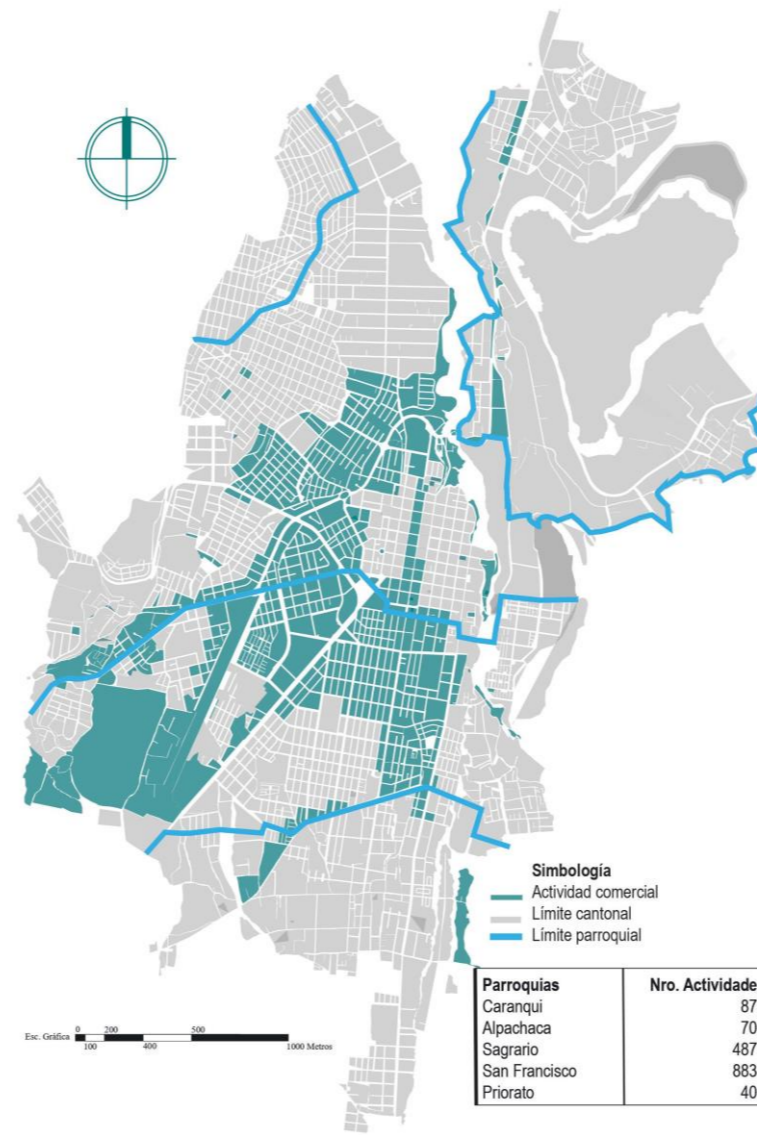 Simbología
Actividad comercial
Límite cantonal
Límite parroquial
Parroquias Nro. Actividade
Caranqui 87
Alpachaca 70
Sagrario 487
San Francisco 883
Priorato 40
Esc. Gráfica 0 200 500
100 400 1000 Metros